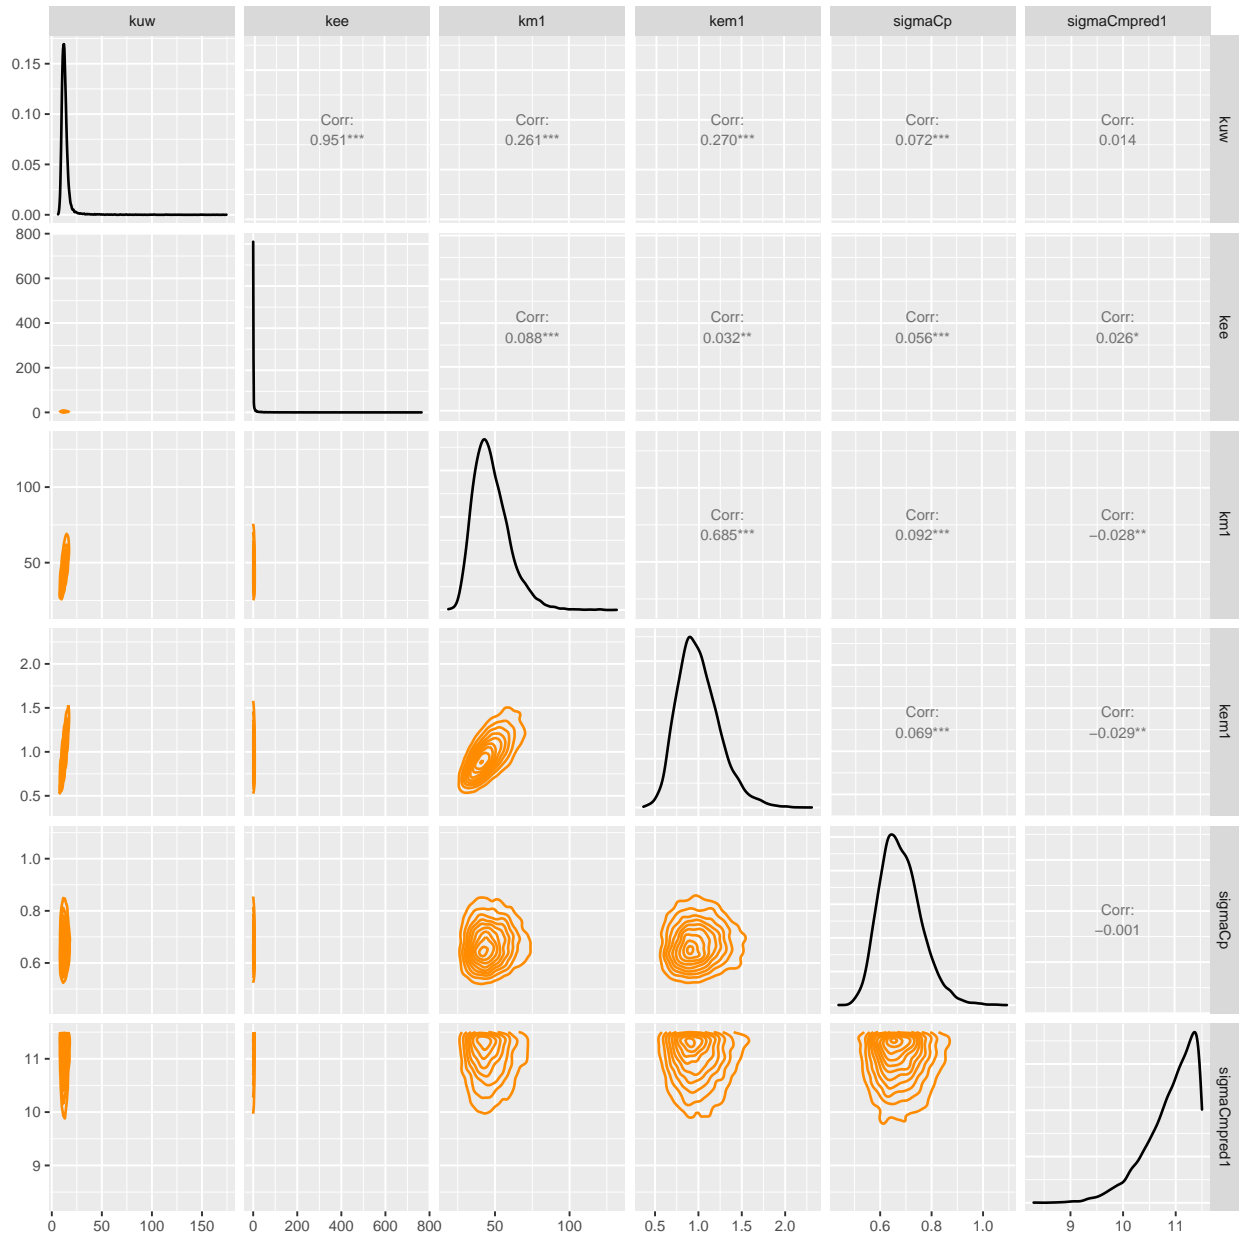 kuw kee km1 kem1 sigmaCp sigmaCmpred1
0.15
0.10
0.05
0.00
Corr:
0.951***
Corr:
0.261***
Corr:
0.270***
Corr:
0.072***
Corr:
0.014
kuw
800
600
400
200
0
Corr:
0.088***
Corr:
0.032**
Corr:
0.056***
Corr:
0.026*
kee
100
50
Corr:
0.685***
Corr:
0.092***
Corr:
−0.028**
km1
2.0
1.5
1.0
0.5
Corr:
0.069***
Corr:
−0.029**
kem1
1.0
0.8
0.6
Corr:
−0.001
sigmaCp
11
10
9
sigmaCmpred1
0 50 100 150 0 200 400 600 800 50 100 0.5 1.0 1.5 2.0 0.6 0.8 1.0 9 10 11